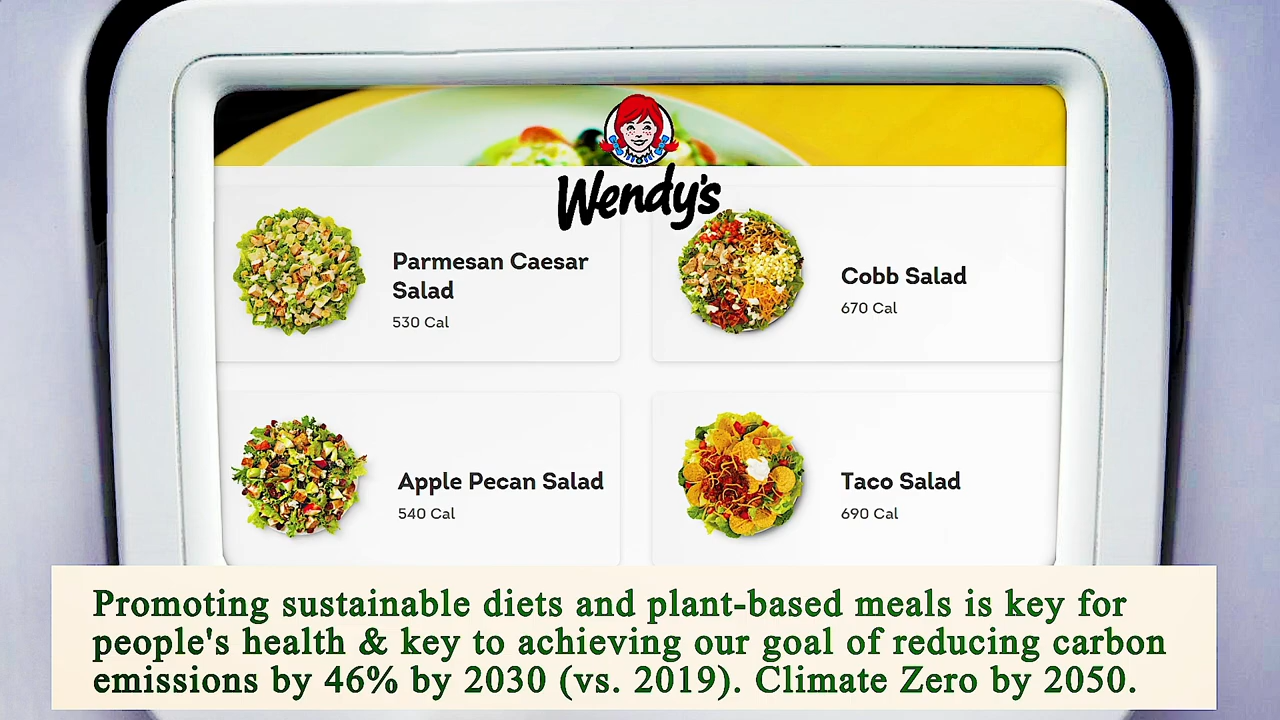 Wendy's
Parmesan Caesar
Salad
530 Cal
Cobb Salad
670 Cal
Apple Pecan Salad
540 Cal
Taco Salad
690 Cal
Promoting sustainable diets and plant-based meals is key for
people's health & key to achieving our goal of reducing carbon
emissions by 46% by 2030 (vs. 2019). Climate Zero by 2050.